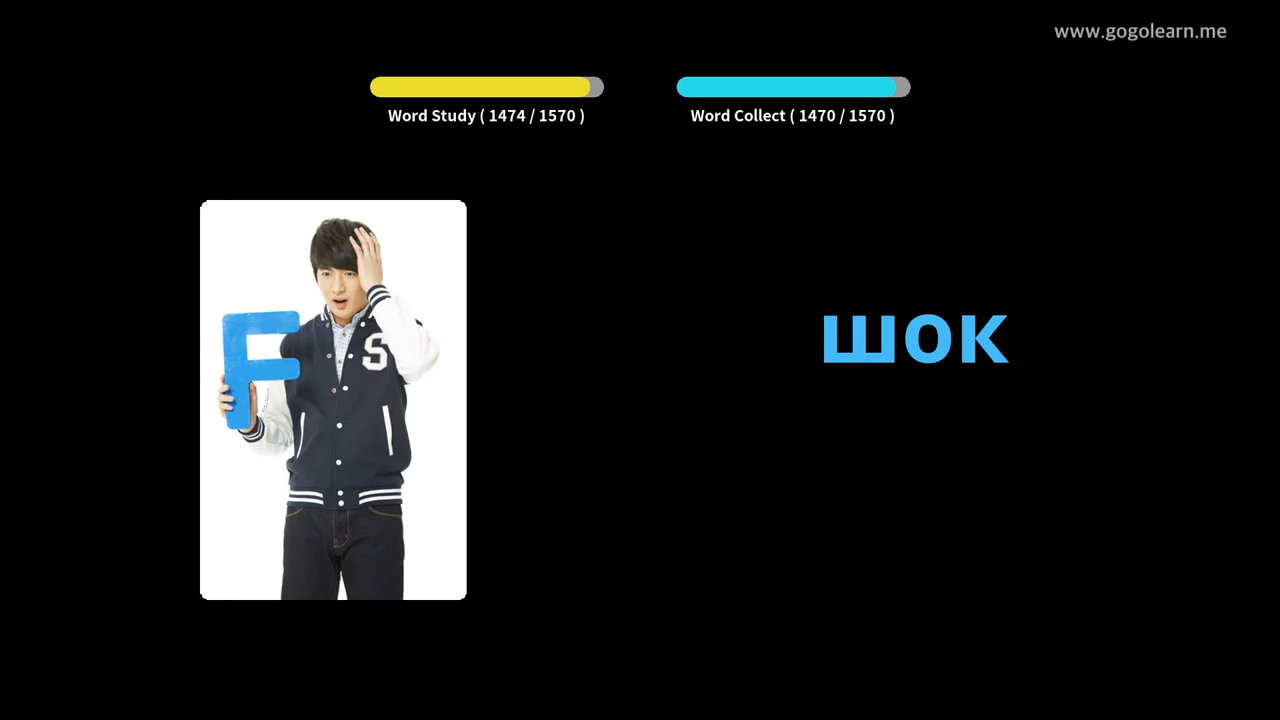 www.gogolearn.me
Word Study ( 1474 / 1570 )
Word Collect ( 1470 / 1570 )
F
S
шок